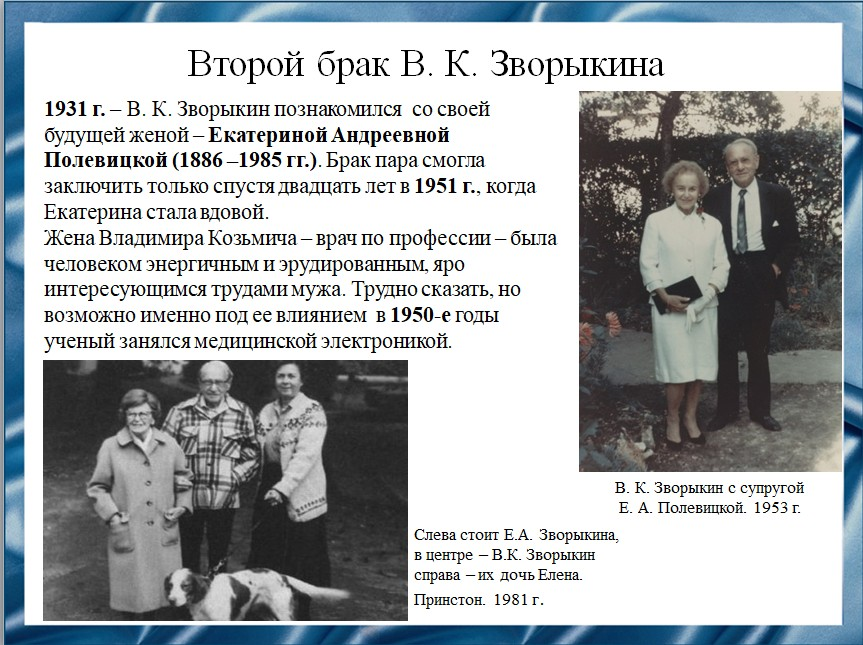 Второй брак В. К. Зворыкина
1931 г. – В. К. Зворыкин познакомился со своей
будущей женой – Екатериной Андреевной
Полевицкой (1886 –1985 гг.). Брак пара смогла
заключить только спустя двадцать лет в 1951 г., когда
Екатерина стала вдовой.
Жена Владимира Козьмича – врач по профессии – была
человеком энергичным и эрудированным, яро
интересующимся трудами мужа. Трудно сказать, но
возможно именно под ее влиянием в 1950-е годы
ученый занялся медицинской электроникой.
В. К. Зворыкин с супругой
Е. А. Полевицкой. 1953 г.
Слева стоит Е.А. Зворыкина,
в центре – В.К. Зворыкин
справа – их дочь Елена.
Принстон. 1981 г.